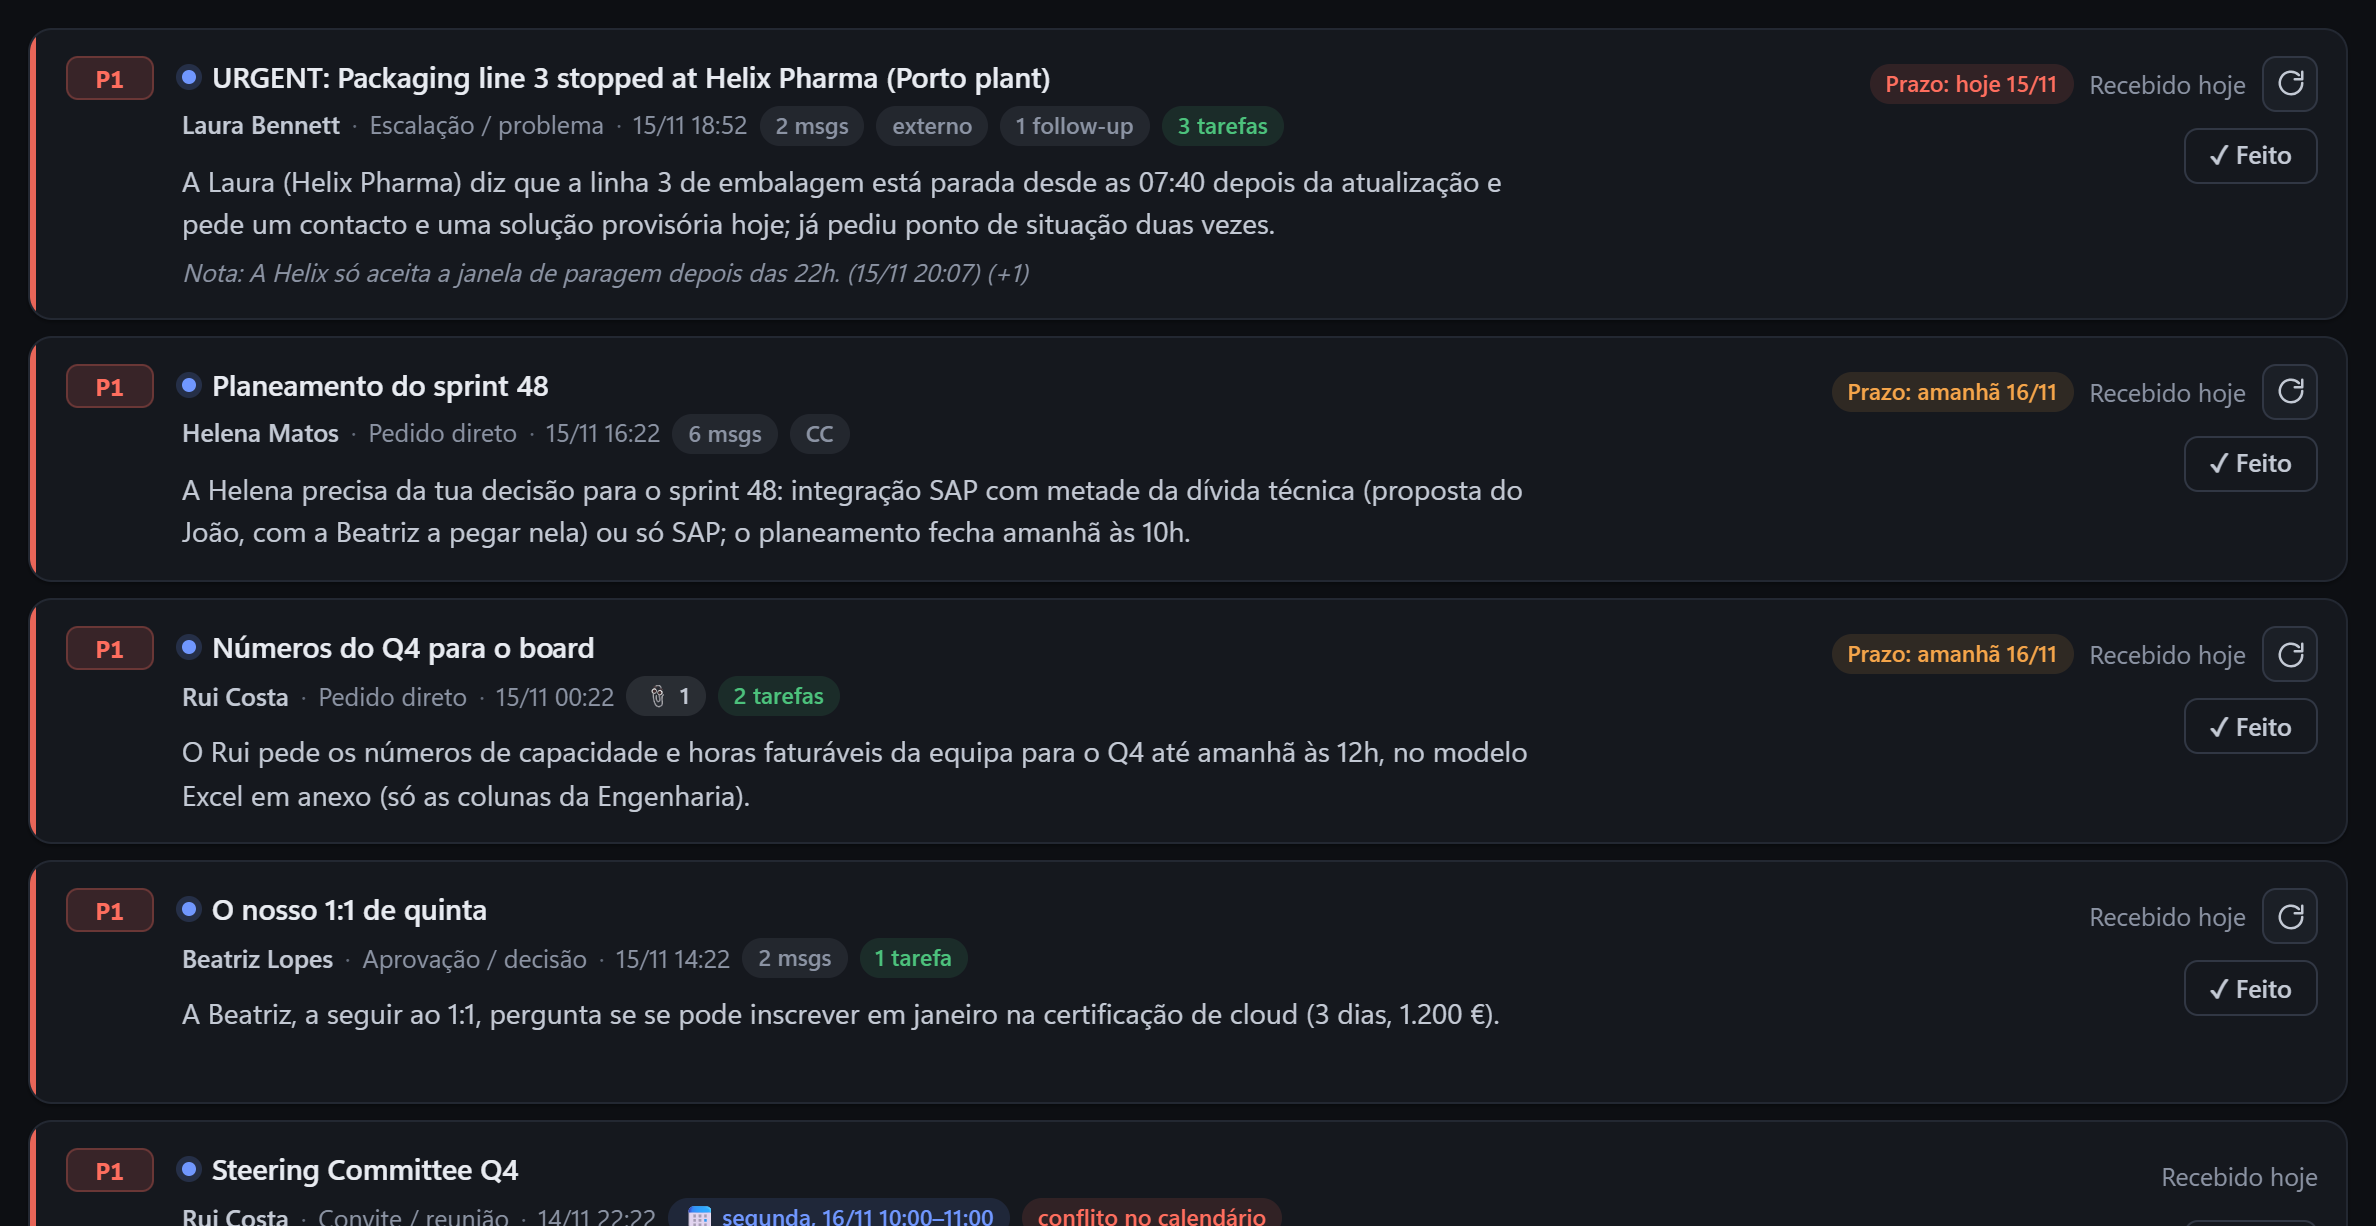 P1 URGENT: Packaging line 3 stopped at Helix Pharma (Porto plant) Prazo: hoje 15/11 Recebido hoje
Laura Bennett · Escalação / problema · 15/11 18:52 2 msgs externo 1 follow-up 3 tarefas
✓ Feito
A Laura (Helix Pharma) diz que a linha 3 de embalagem está parada desde as 07:40 depois da atualização e
pede um contacto e uma solução provisória hoje; já pediu ponto de situação duas vezes.
Nota: A Helix só aceita a janela de paragem depois das 22h. (15/11 20:07) (+1)
P1 Planeamento do sprint 48 Prazo: amanhã 16/11 Recebido hoje
Helena Matos · Pedido direto · 15/11 16:22 6 msgs CC
✓ Feito
A Helena precisa da tua decisão para o sprint 48: integração SAP com metade da dívida técnica (proposta do
João, com a Beatriz a pegar nela) ou só SAP; o planeamento fecha amanhã às 10h.
P1 Números do Q4 para o board Prazo: amanhã 16/11 Recebido hoje
Rui Costa · Pedido direto · 15/11 00:22 1 2 tarefas
✓ Feito
O Rui pede os números de capacidade e horas faturáveis da equipa para o Q4 até amanhã às 12h, no modelo
Excel em anexo (só as colunas da Engenharia).
P1 O nosso 1:1 de quinta Recebido hoje
Beatriz Lopes · Aprovação / decisão · 15/11 14:22 2 msgs 1 tarefa
✓ Feito
A Beatriz, a seguir ao 1:1, pergunta se se pode inscrever em janeiro na certificação de cloud (3 dias, 1.200 €).
P1 Steering Committee Q4 Recebido hoje
Rui Costa · Convite / reunião · 14/11 22:22 segunda, 16/11 10:00–11:00 conflito no calendário